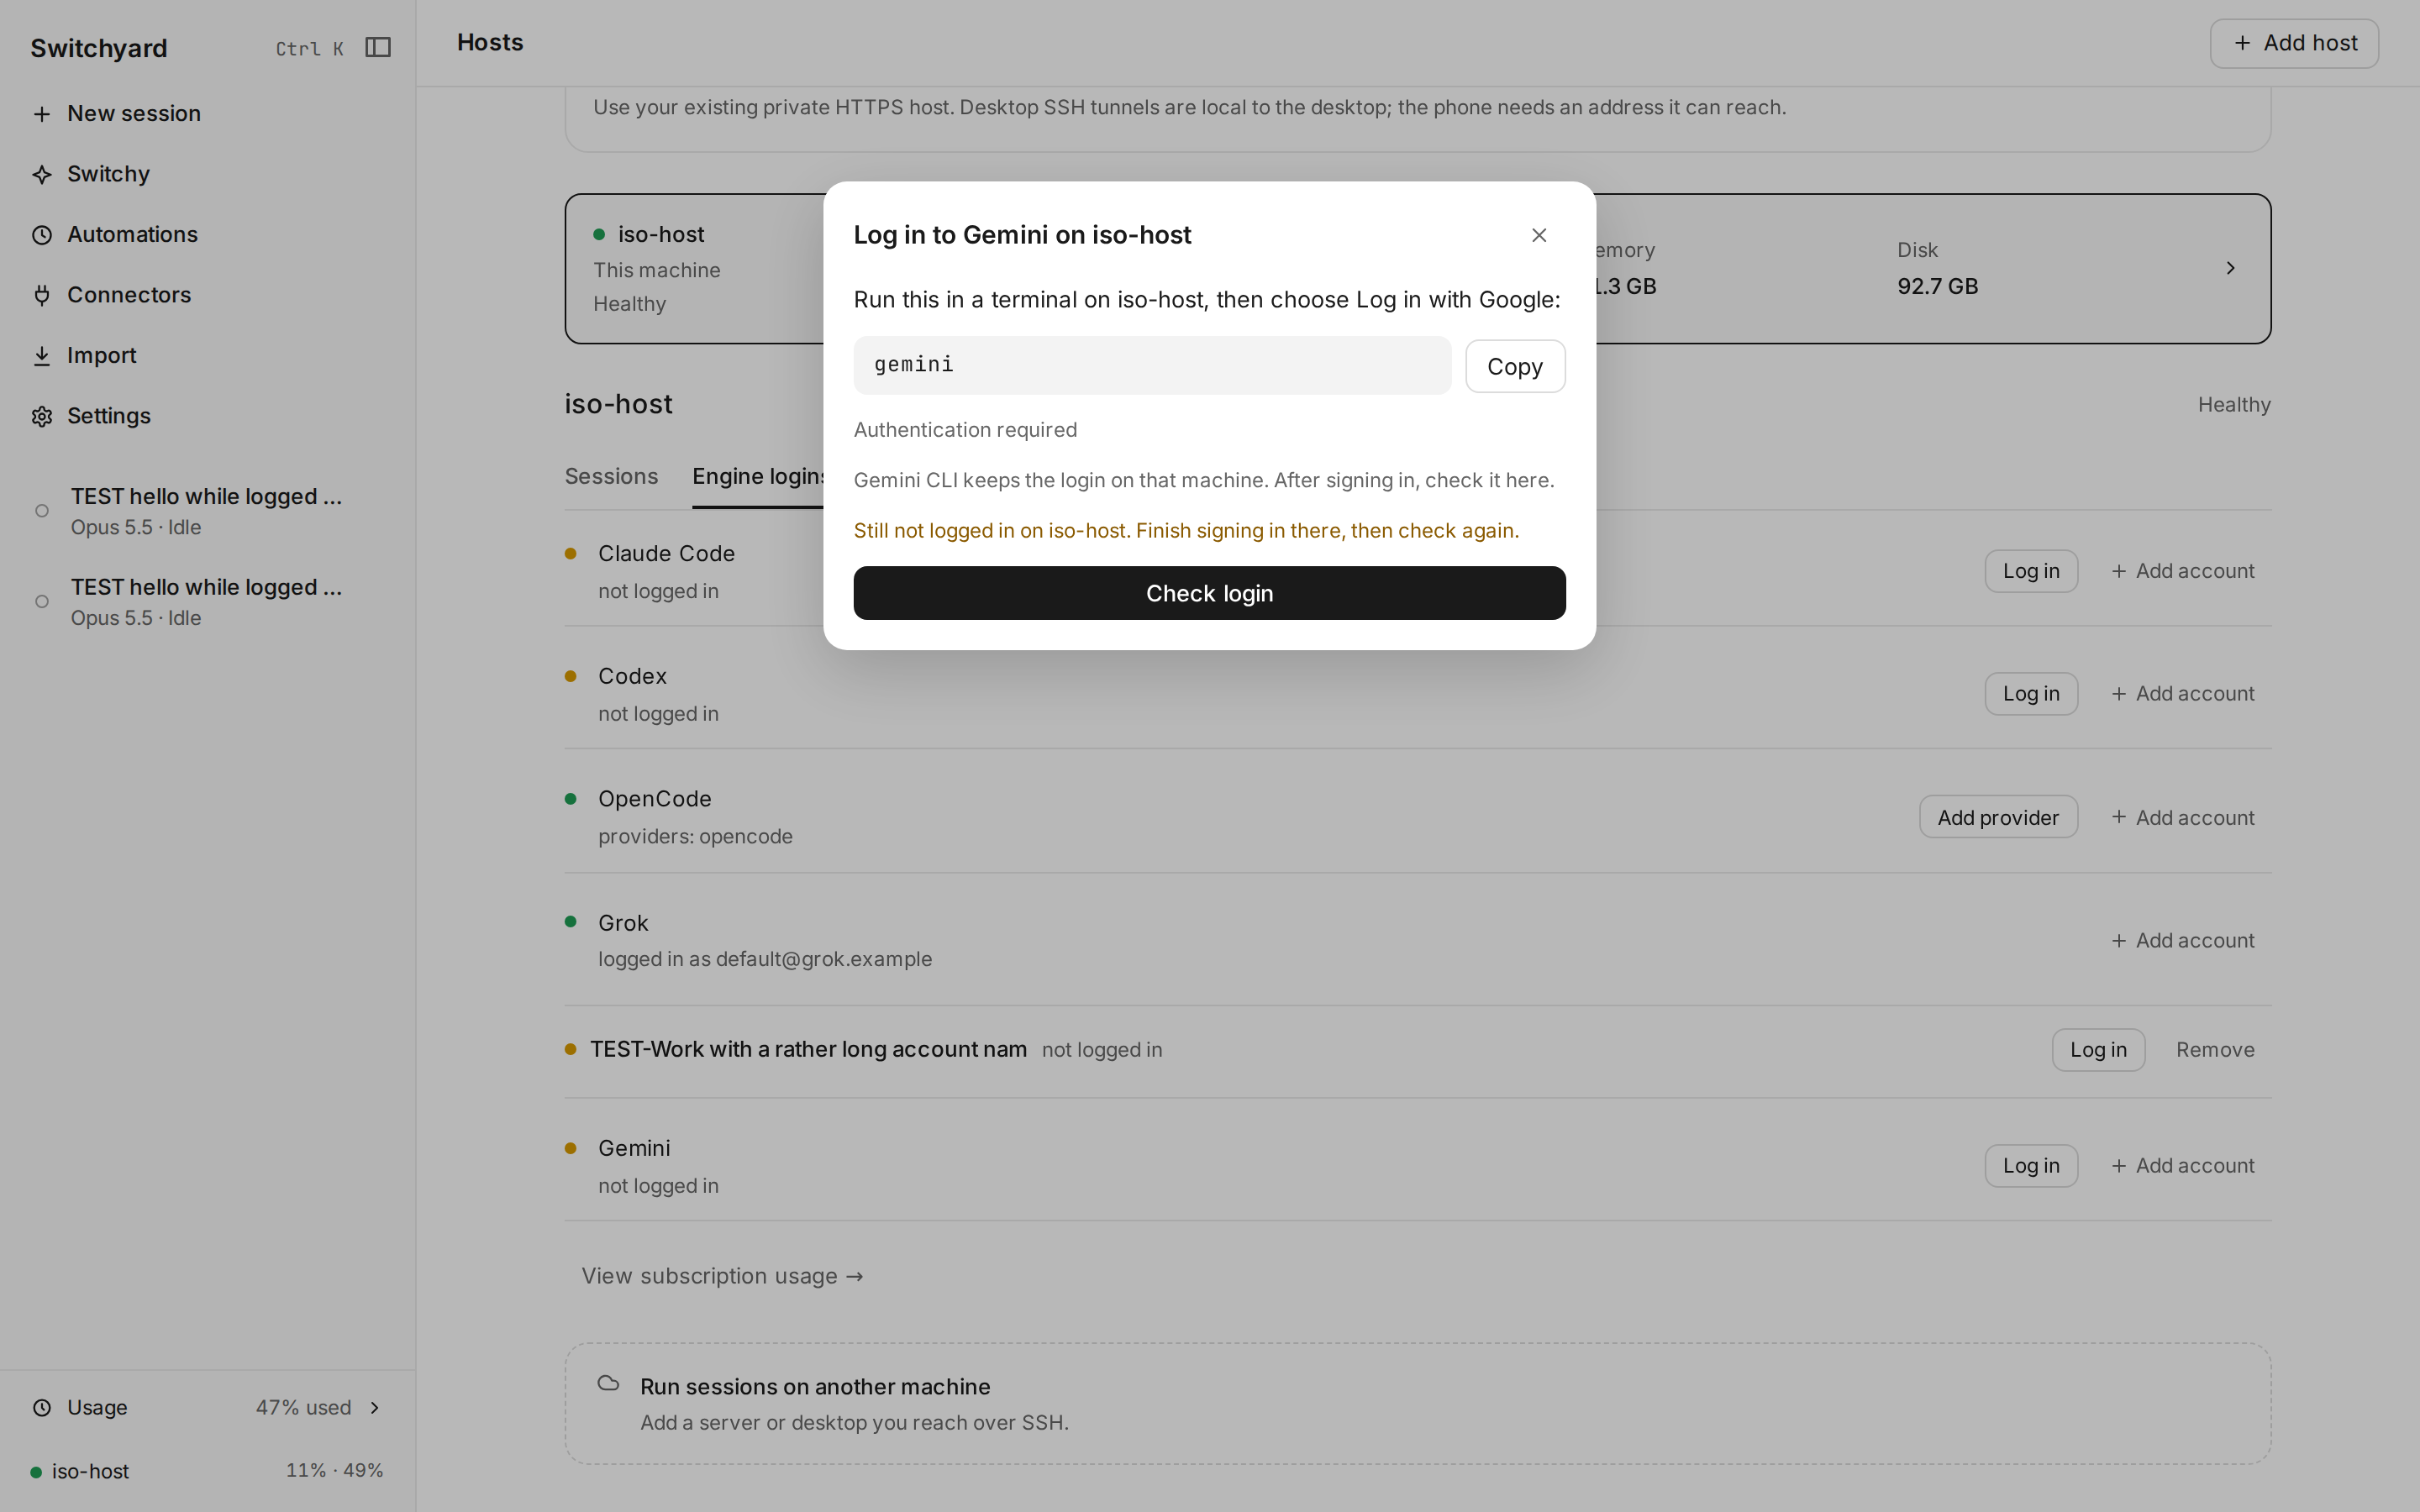 Switchyard
Ctrl K
New session
Switchy
Automations
Connectors
Import
Settings
TEST hello while logged ...
Opus 5.5 · Idle
TEST hello while logged ...
Opus 5.5 · Idle
Usage
47% used
iso-host
11% · 49%
Hosts
Add host
Use your existing private HTTPS host. Desktop SSH tunnels are local to the desktop; the phone needs an address it can reach.
iso-host
This machine
Healthy
emory
.3 GB
Disk
92.7 GB
Log in to Gemini on iso-host
Run this in a terminal on iso-host, then choose Log in with Google:
gemini
Copy
Authentication required
Gemini CLI keeps the login on that machine. After signing in, check it here.
Still not logged in on iso-host. Finish signing in there, then check again.
Check login
iso-host
Healthy
Sessions
Engine logins
Claude Code
not logged in
Log in
Add account
Codex
not logged in
Log in
Add account
OpenCode
providers: opencode
Add provider
Add account
Grok
logged in as default@grok.example
Add account
TEST-Work with a rather long account nam
not logged in
Log in
Remove
Gemini
not logged in
Log in
Add account
View subscription usage →
Run sessions on another machine
Add a server or desktop you reach over SSH.